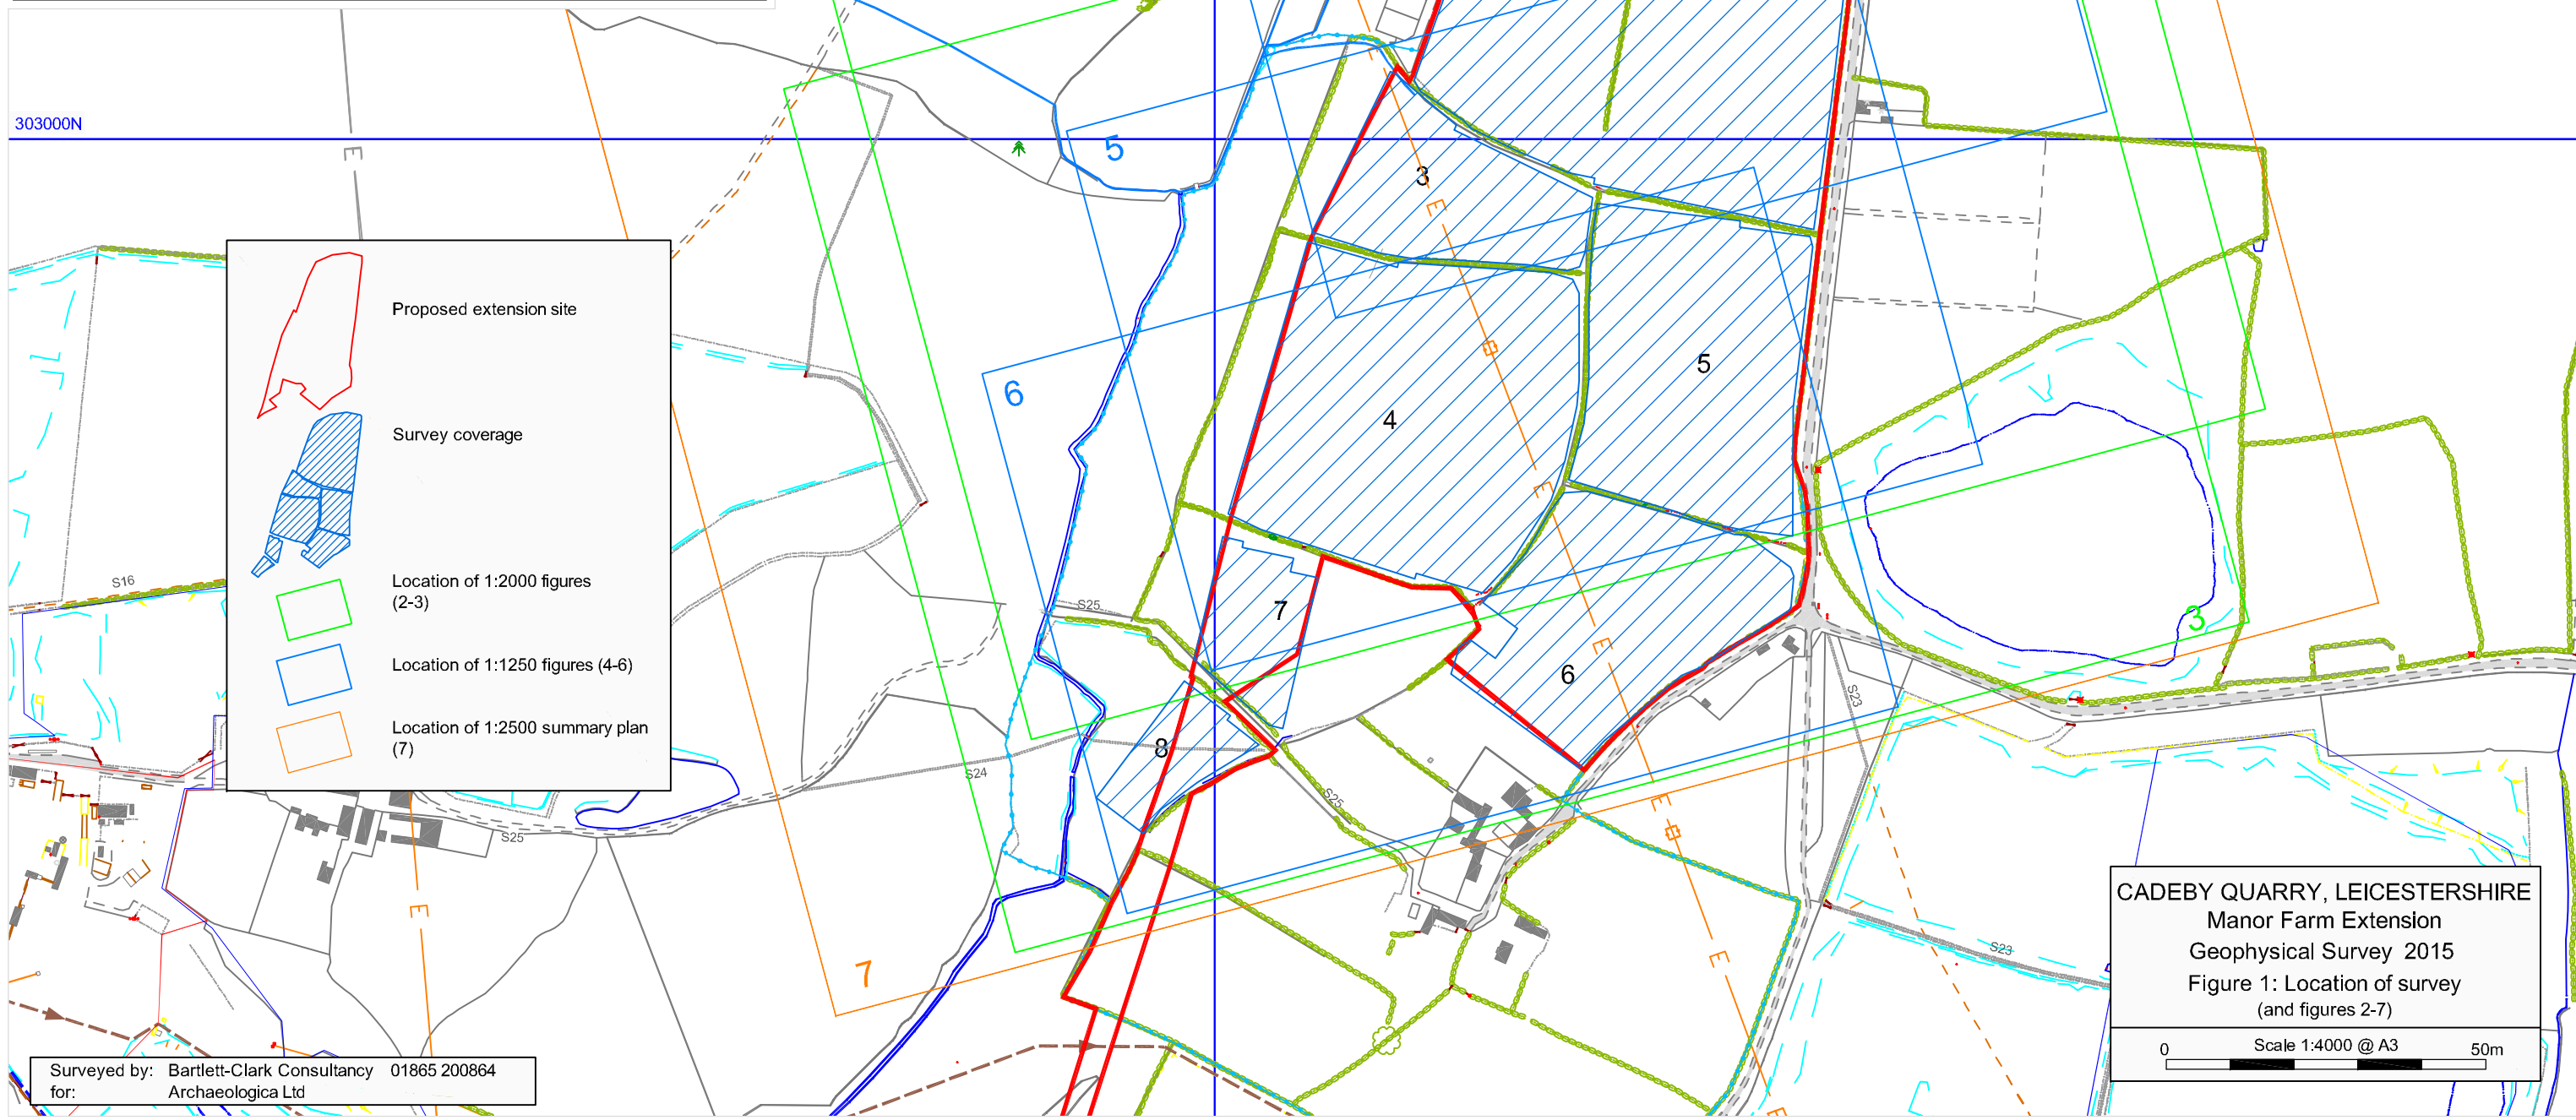 303000N
5
3
6
4
5
Proposed extension site
Survey coverage
Location of 1:2000 figures
(2-3)
Location of 1:1250 figures (4-6)
Location of 1:2500 summary plan
(7)
S16
S25
7
6
3
8
S24
S23
S25
S25
7
S23
E
E
E
E
E
E
E
E
E
CADEBY QUARRY, LEICESTERSHIRE
Manor Farm Extension
Geophysical Survey 2015
Figure 1: Location of survey
(and figures 2-7)
Scale 1:4000 @ A3
0 50m
Surveyed by: Bartlett-Clark Consultancy 01865 200864
for: Archaeologica Ltd